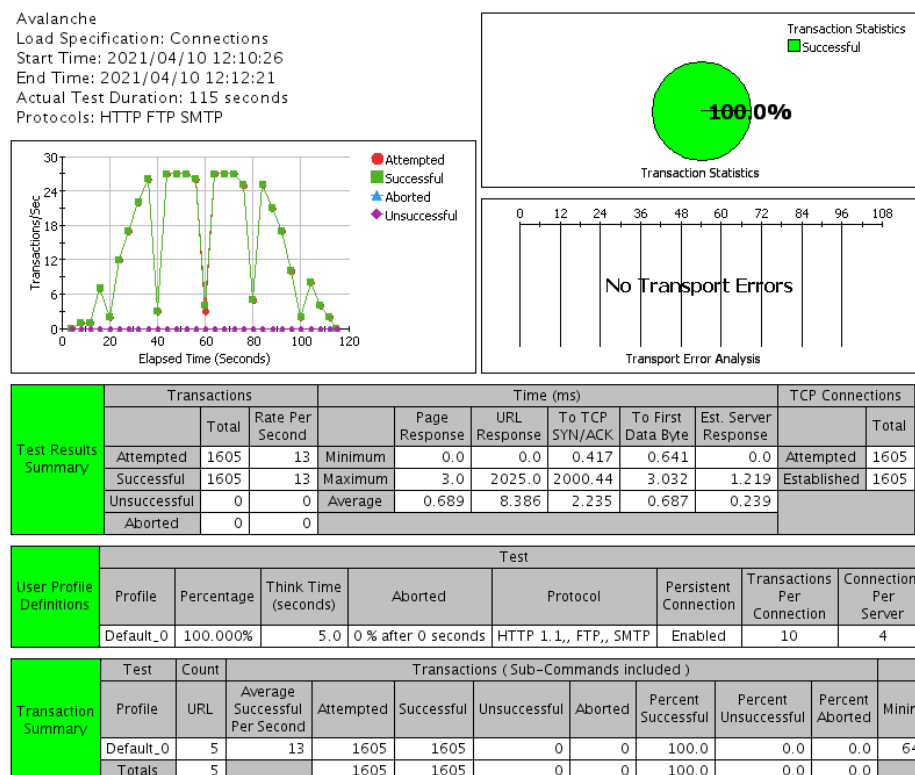 Avalanche
Load Specification: Connections
Start Time: 2021/04/10 12:10:26
End Time: 2021/04/10 12:12:21
Actual Test Duration: 115 seconds
Protocols: HTTP FTP SMTP
Transaction Statistics
Successful
100.0%
Transaction Statistics
30
24
18
12
6
0
Transactions/Sec
0 20 40 60 80 100 120
Elapsed Time (Seconds)
Attempted
Successful
Aborted
Unsuccessful
0 12 24 36 48 60 72 84 96 108
No Transport Errors
Transport Error Analysis
Test Results Summary
Transactions Time (ms) TCP Connections
Total Rate Per Second Page Response URL Response To TCP SYN/ACK To First Data Byte Est. Server Response Total
Attempted 1605 13 Minimum 0.0 0.0 0.417 0.641 0.0 Attempted 1605
Successful 1605 13 Maximum 3.0 2025.0 2000.44 3.032 1.219 Established 1605
Unsuccessful 0 0 Average 0.689 8.386 2.235 0.687 0.239
Aborted 0 0
User Profile Definitions
Test
Profile Percentage Think Time (seconds) Aborted Protocol Persistent Connection Transactions Per Connection Connection Per Server
Default_0 100.000% 5.0 0 % after 0 seconds HTTP 1.1,, FTP,, SMTP Enabled 10 4
Transaction Summary
Test Count Transactions ( Sub-Commands included )
Profile URL Average Successful Per Second Attempted Successful Unsuccessful Aborted Percent Successful Percent Unsuccessful Percent Aborted
Default_0 5 13 1605 1605 0 0 100.0 0.0 0.0 64
Totals 5 1605 1605 0 0 100.0 0.0 0.0